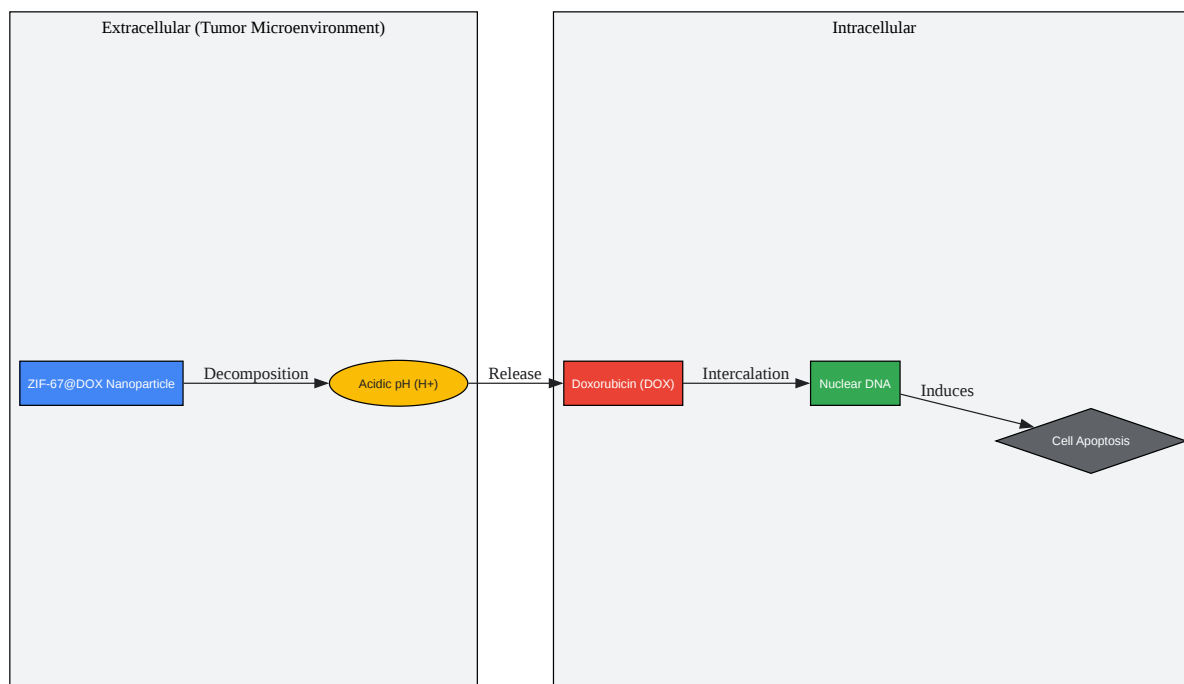 Extracellular (Tumor Microenvironment)
Intracellular
ZIF-67@DOX Nanoparticle
Decomposition
Acidic pH (H+)
Release
Doxorubicin (DOX)
Intercalation
Nuclear DNA
Induces
Cell Apoptosis